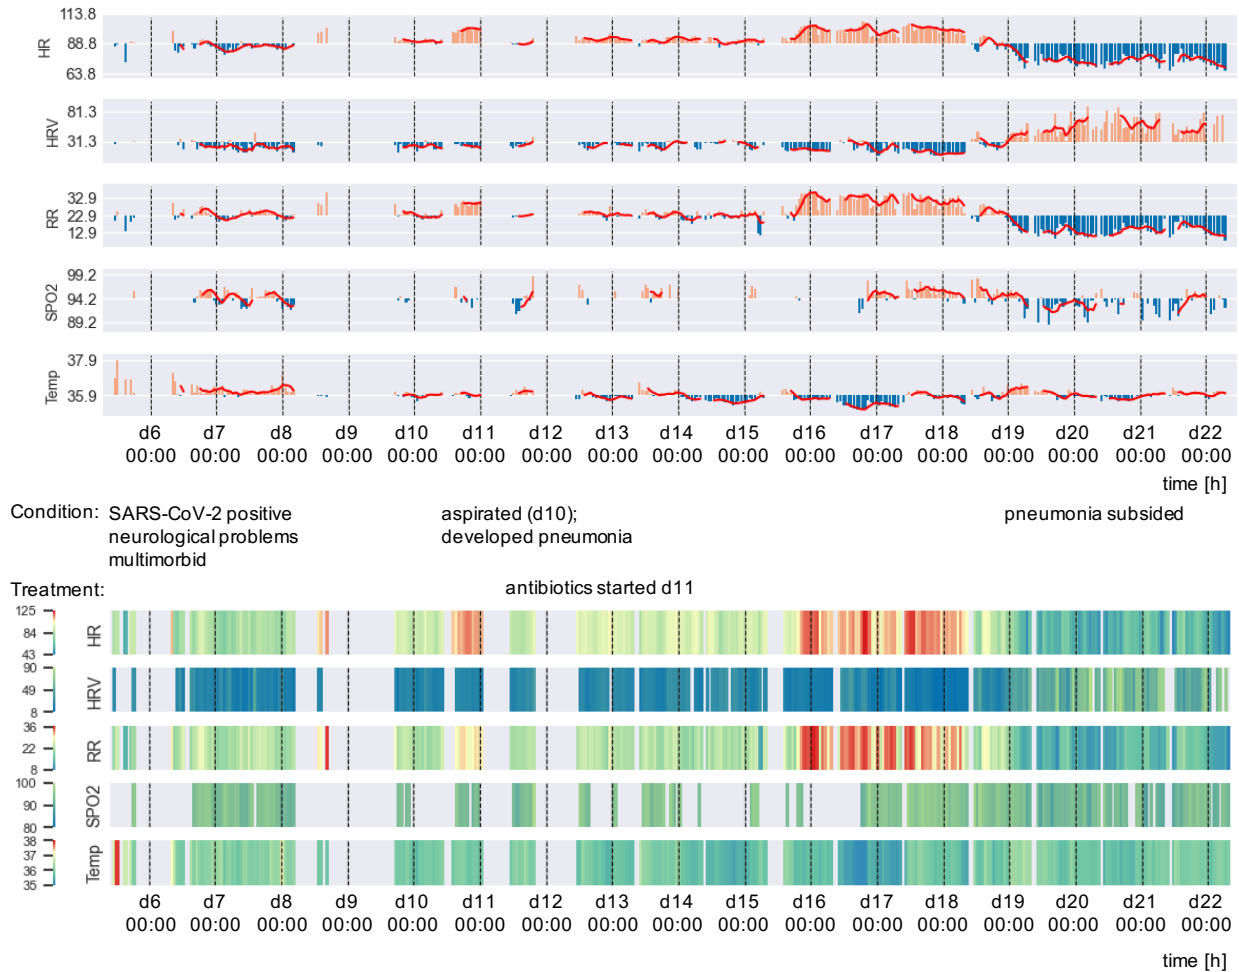 113.8
88.8
63.8
HR
81.3
31.3
HRV
32.9
22.9
12.9
RR
99.2
94.2
89.2
SPO2
37.9
35.9
Temp
d6 d7 d8 d9 d10 d11 d12 d13 d14 d15 d16 d17 d18 d19 d20 d21 d22
00:00 00:00 00:00 00:00 00:00 00:00 00:00 00:00 00:00 00:00 00:00 00:00 00:00 00:00 00:00 00:00 00:00
time [h]
Condition: SARS-CoV-2 positive aspirated (d10); pneumonia subsided
neurological problems developed pneumonia
multimorbid
Treatment: antibiotics started d11
125
84
43
HR
90
49
8
HRV
36
22
8
RR
100
90
80
SPO2
38
37
36
35
Temp
d6 d7 d8 d9 d10 d11 d12 d13 d14 d15 d16 d17 d18 d19 d20 d21 d22
00:00 00:00 00:00 00:00 00:00 00:00 00:00 00:00 00:00 00:00 00:00 00:00 00:00 00:00 00:00 00:00 00:00
time [h]